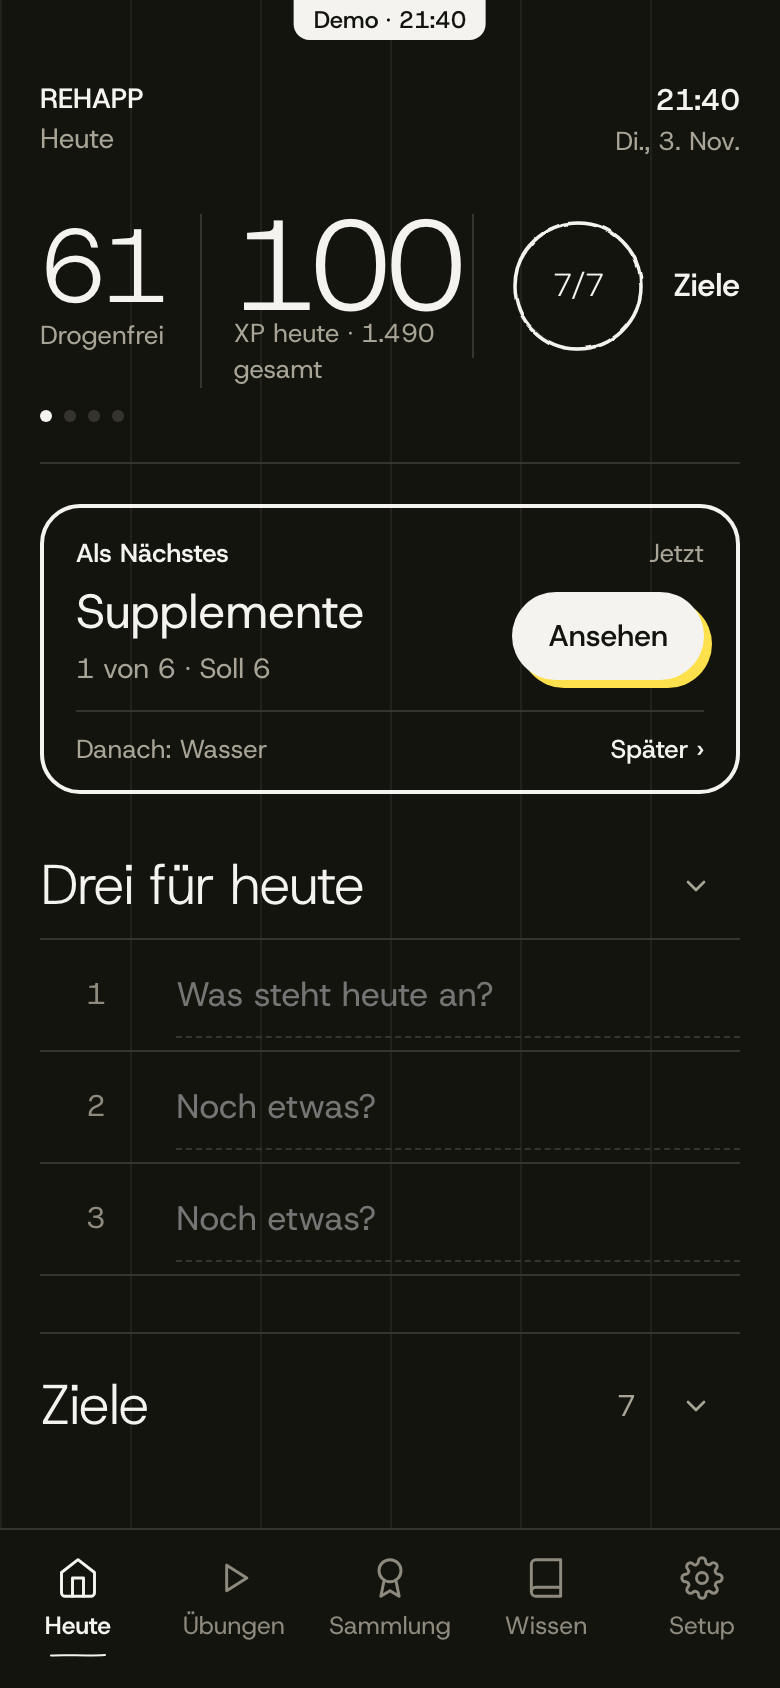 Demo · 21:40
REHAPP
21:40
Heute
Di., 3. Nov.
61
Drogenfrei
100
XP heute · 1.490
gesamt
7/7
Ziele
Als Nächstes
Jetzt
Supplemente
1 von 6 · Soll 6
Ansehen
Danach: Wasser
Später ›
Drei für heute
1
Was steht heute an?
2
Noch etwas?
3
Noch etwas?
Ziele
7
Heute
Übungen
Sammlung
Wissen
Setup